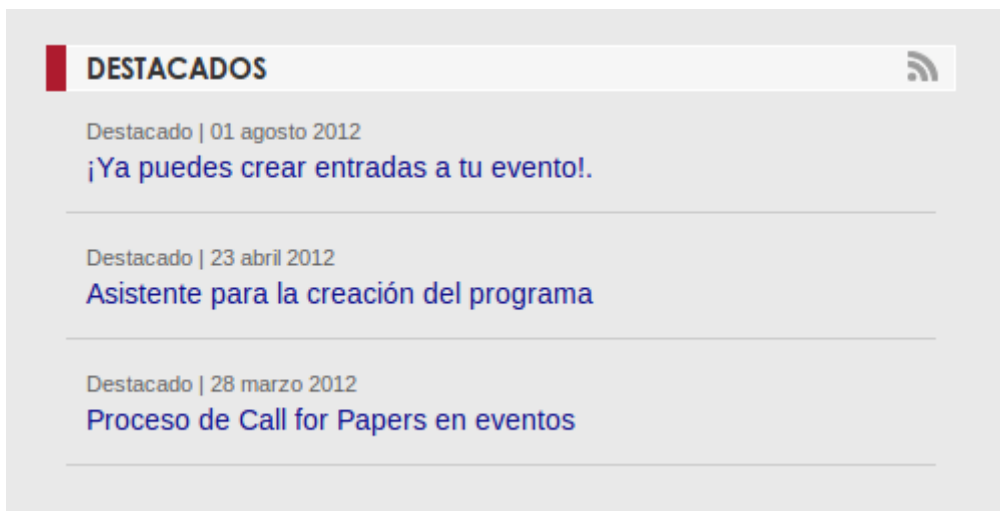 DESTACADOS
Destacado | 01 agosto 2012
¡Ya puedes crear entradas a tu evento!.
Destacado | 23 abril 2012
Asistente para la creación del programa
Destacado | 28 marzo 2012
Proceso de Call for Papers en eventos